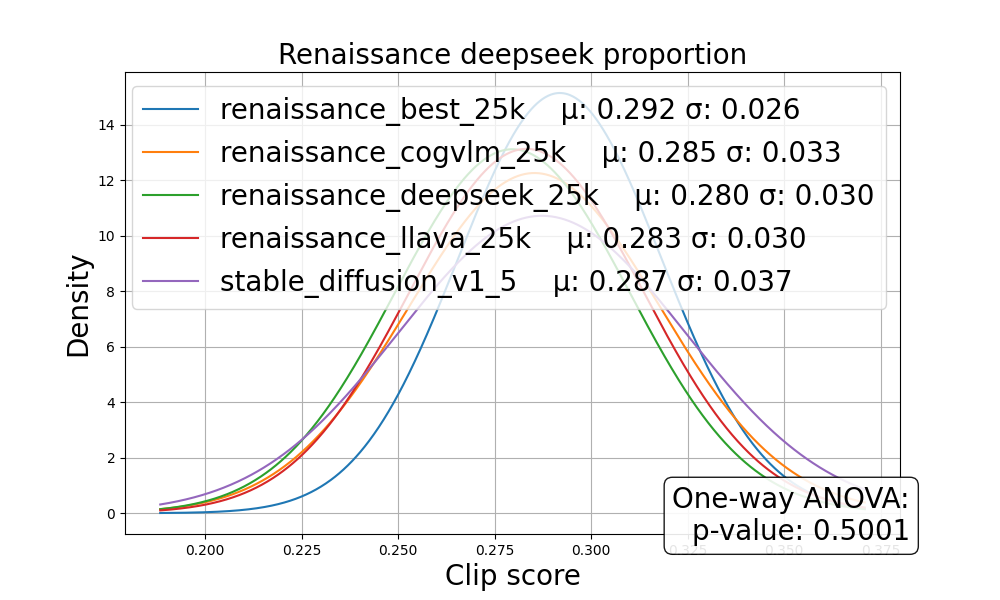 Renaissance deepseek proportion
renaissance_best_25k μ: 0.292 σ: 0.026
renaissance_cogvlm_25k μ: 0.285 σ: 0.033
renaissance_deepseek_25k μ: 0.280 σ: 0.030
renaissance_llava_25k μ: 0.283 σ: 0.030
stable_diffusion_v1_5 μ: 0.287 σ: 0.037
Density
14
12
10
8
6
4
2
0
One-way ANOVA:
p-value: 0.5001
0.200 0.225 0.250 0.275 0.300 0.325 0.350 0.375
Clip score